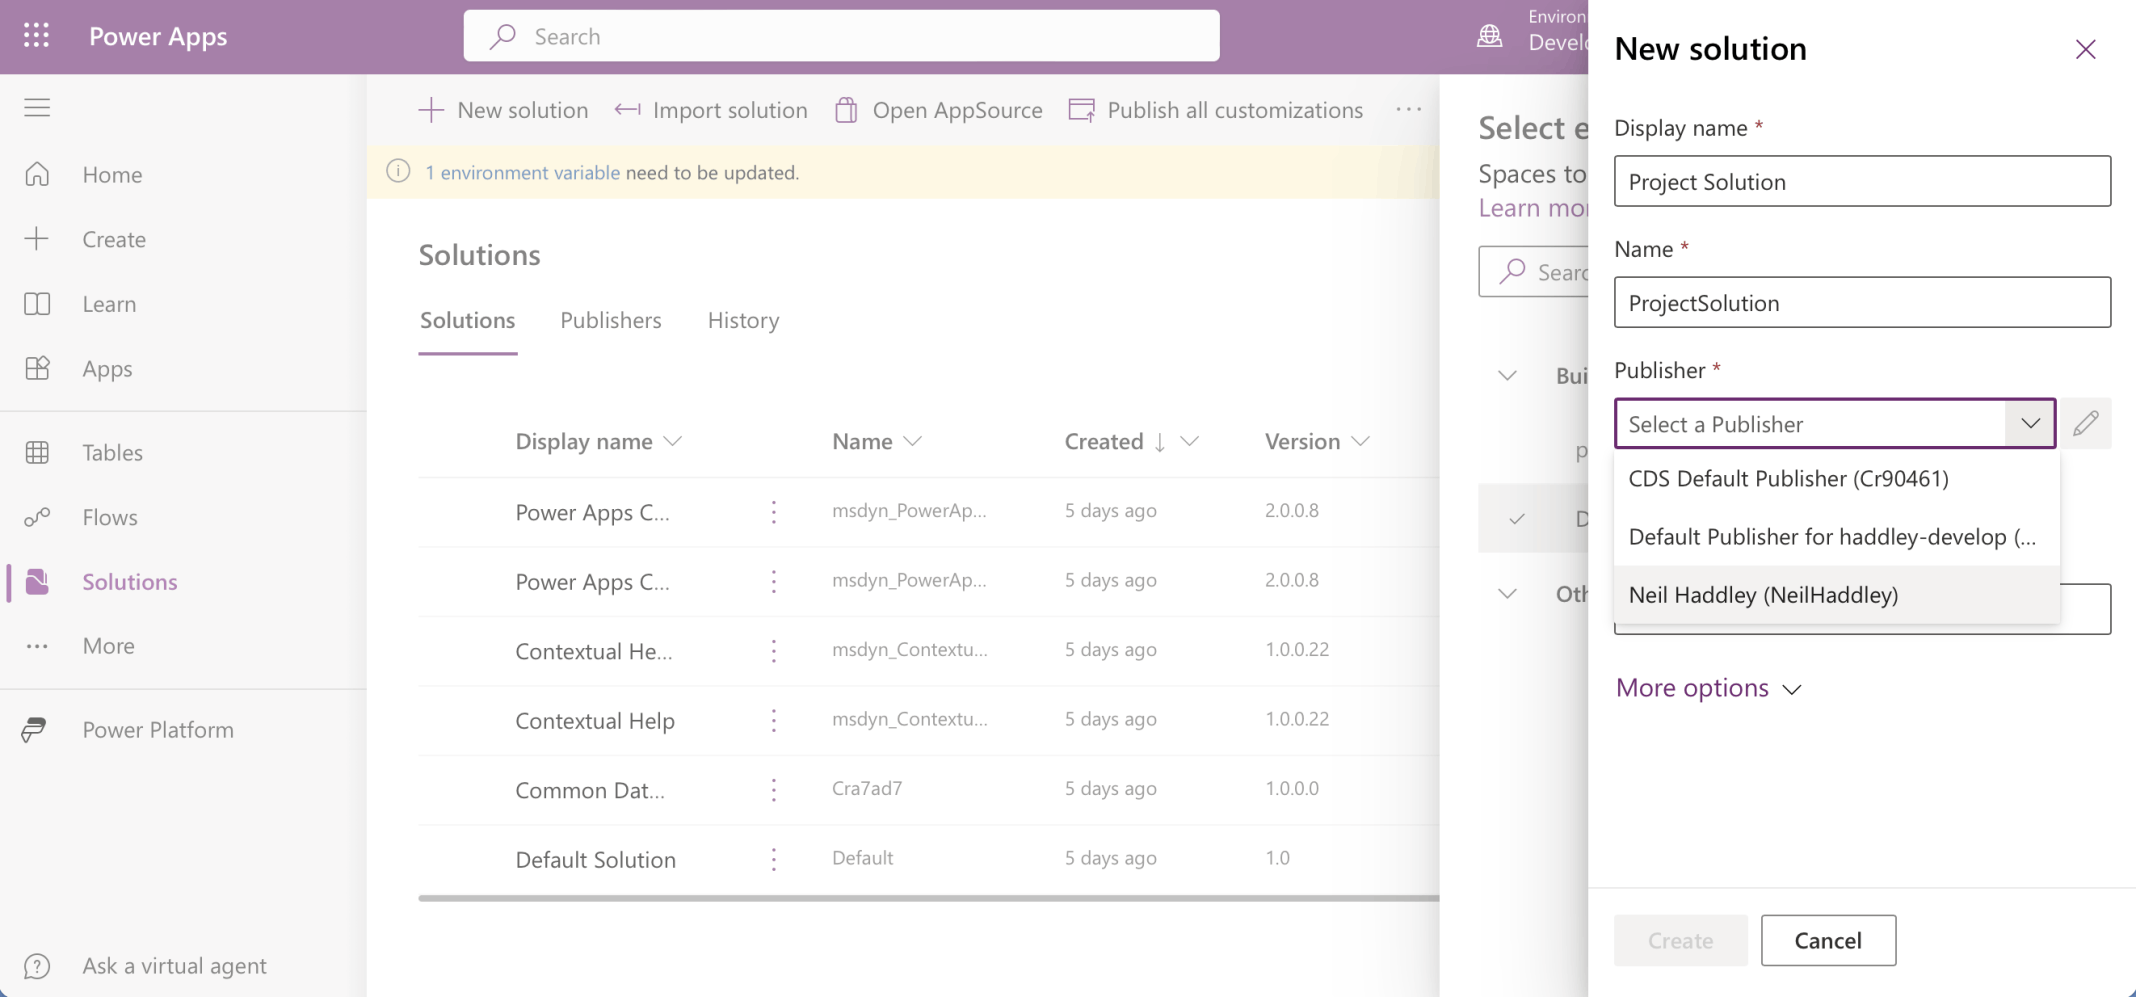 Power Apps
Search
Environ
Develo
New solution
Import solution
Open AppSource
Publish all customizations
1 environment variable need to be updated.
Home
Create
Learn
Apps
Tables
Flows
Solutions
More
Power Platform
Ask a virtual agent
Solutions
Solutions Publishers History
Display name Name Created Version
Power Apps C... msdyn_PowerAp... 5 days ago 2.0.0.8
Power Apps C... msdyn_PowerAp... 5 days ago 2.0.0.8
Contextual He... msdyn_Contextu... 5 days ago 1.0.0.22
Contextual Help msdyn_Contextu... 5 days ago 1.0.0.22
Common Dat... Cra7ad7 5 days ago 1.0.0.0
Default Solution Default 5 days ago 1.0
Select e
Spaces to
Learn mor
Searc
Bui
p
D
Oth
New solution
Display name *
Project Solution
Name *
ProjectSolution
Publisher *
Select a Publisher
CDS Default Publisher (Cr90461)
Default Publisher for haddley-develop (...
Neil Haddley (NeilHaddley)
More options
Create
Cancel